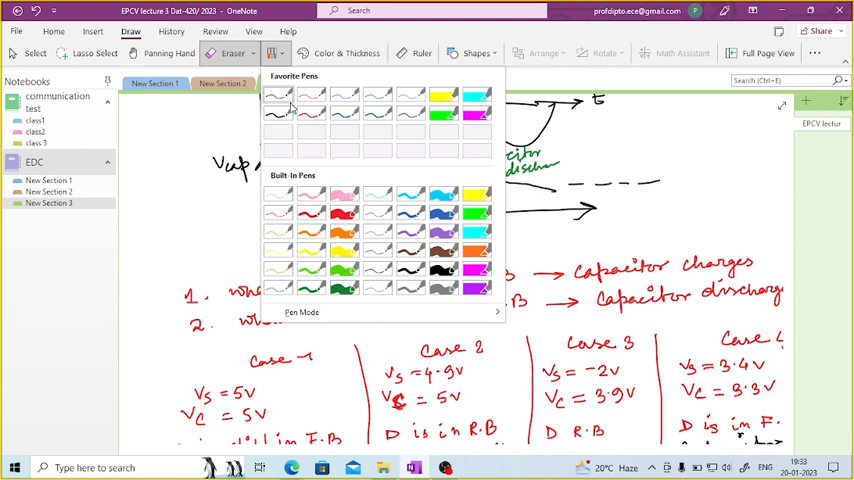 EPCV lecture 3 Dat-420/ 2023 - OneNote
Search
profdipto.ece@gmail.com
P
File Home Insert Draw History Review View Help
Share
Select Lasso Select Panning Hand Eraser Color & Thickness Ruler Shapes Arrange Rotate Math Assistant Full Page View
Notebooks
New Section 1
New Section 2
Search (Ctrl+E)
communication
test
class1
class2
class 3
EDC
New Section 1
New Section 2
New Section 3
Favorite Pens
Built-In Pens
Pen Mode
EPCV lectur
t
Vcap
dischar
1.
B → Capacitor charges
2.
.B → Capacitor discharge
Case - 1
Vs = 5V
Vc = 5V
Case 2
Vs = 4.9V
Vc = 5V
D is in R.B
Case 3
Vs = -2V
Vc = 3.9V
D R.B
Case
Vs = 3.4V
Vc = 3.3V
D is in F.
Type here to search
20°C Haze
ENG
19:33
20-01-2023